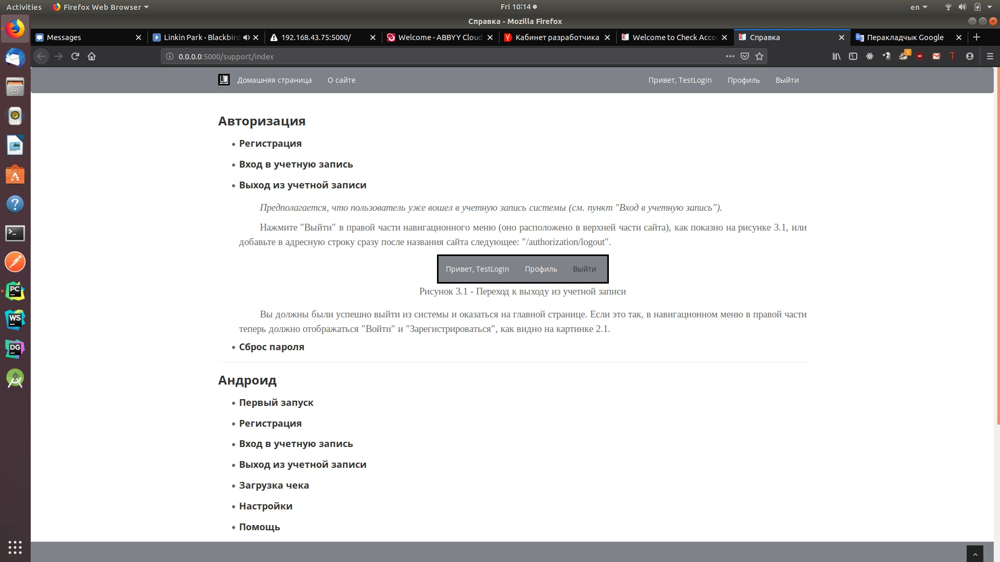 Activities Firefox Web Browser Fri 10:14 en
Справка - Mozilla Firefox
Messages Linkin Park - Blackbird 192.168.43.75:5000/ Welcome - ABBYY Cloud Кабинет разработчика Welcome to Check Accou Справка Перакладчык Google
0.0.0.0:5000/support/index 1
Домашняя страница О сайте Привет, TestLogin Профиль Выйти
Авторизация
Регистрация
Вход в учетную запись
Выход из учетной записи
Предполагается, что пользователь уже вошел в учетную запись системы (см. пункт "Вход в учетную запись").
Нажмите "Выйти" в правой части навигационного меню (оно расположено в верхней части сайта), как показно на рисунке 3.1, или
добавьте в адресную строку сразу после названия сайта следующее: "/authorization/logout".
Привет, TestLogin Профиль Выйти
Рисунок 3.1 - Переход к выходу из учетной записи
Вы должны были успешно выйти из системы и оказаться на главной странице. Если это так, в навигационном меню в правой части
теперь должно отображаться "Войти" и "Зарегистрироваться", как видно на картинке 2.1.
Сброс пароля
Андроид
Первый запуск
Регистрация
Вход в учетную запись
Выход из учетной записи
Загрузка чека
Настройки
Помощь
PC
WS
DG